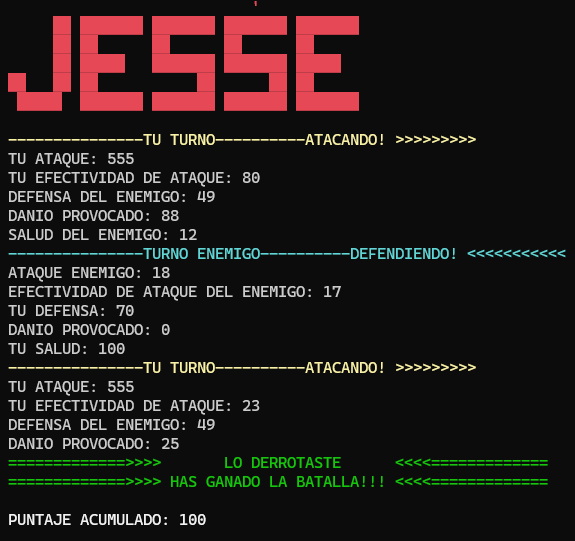 JESSE
---------------TU TURNO----------ATACANDO! >>>>>>>>>
TU ATAQUE: 555
TU EFECTIVIDAD DE ATAQUE: 80
DEFENSA DEL ENEMIGO: 49
DANIO PROVOCADO: 88
SALUD DEL ENEMIGO: 12
---------------TURNO ENEMIGO----------DEFENDIENDO! <<<<<<<<<<<
ATAQUE ENEMIGO: 18
EFECTIVIDAD DE ATAQUE DEL ENEMIGO: 17
TU DEFENSA: 70
DANIO PROVOCADO: 0
TU SALUD: 100
---------------TU TURNO----------ATACANDO! >>>>>>>>>
TU ATAQUE: 555
TU EFECTIVIDAD DE ATAQUE: 23
DEFENSA DEL ENEMIGO: 49
DANIO PROVOCADO: 25
=============>>>>       LO DERROTASTE      <<<<=============
=============>>>> HAS GANADO LA BATALLA!!! <<<<=============
PUNTAJE ACUMULADO: 100